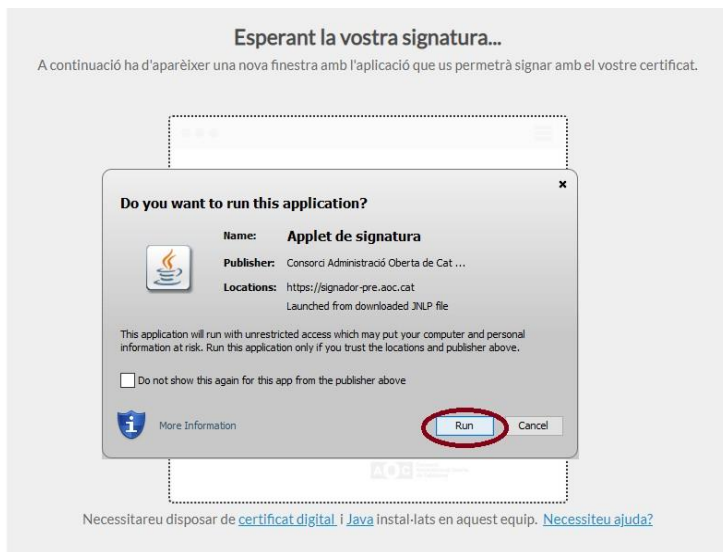 Esperant la vostra signatura...
A continuació ha d'aparèixer una nova finestra amb l'aplicació que us permetrà signar amb el vostre certificat.
Do you want to run this application?
Name: Applet de signatura
Publisher: Consorci Administració Oberta de Cat ...
Locations: https://signador-pre.aoc.cat
Launched from downloaded JNLP file
This application will run with unrestricted access which may put your computer and personal
information at risk. Run this application only if you trust the locations and publisher above.
Do not show this again for this app from the publisher above
More Information Run Cancel
AOC
Necessitareu disposar de certificat digital i Java instal·lats en aquest equip. Necessiteu ajuda?